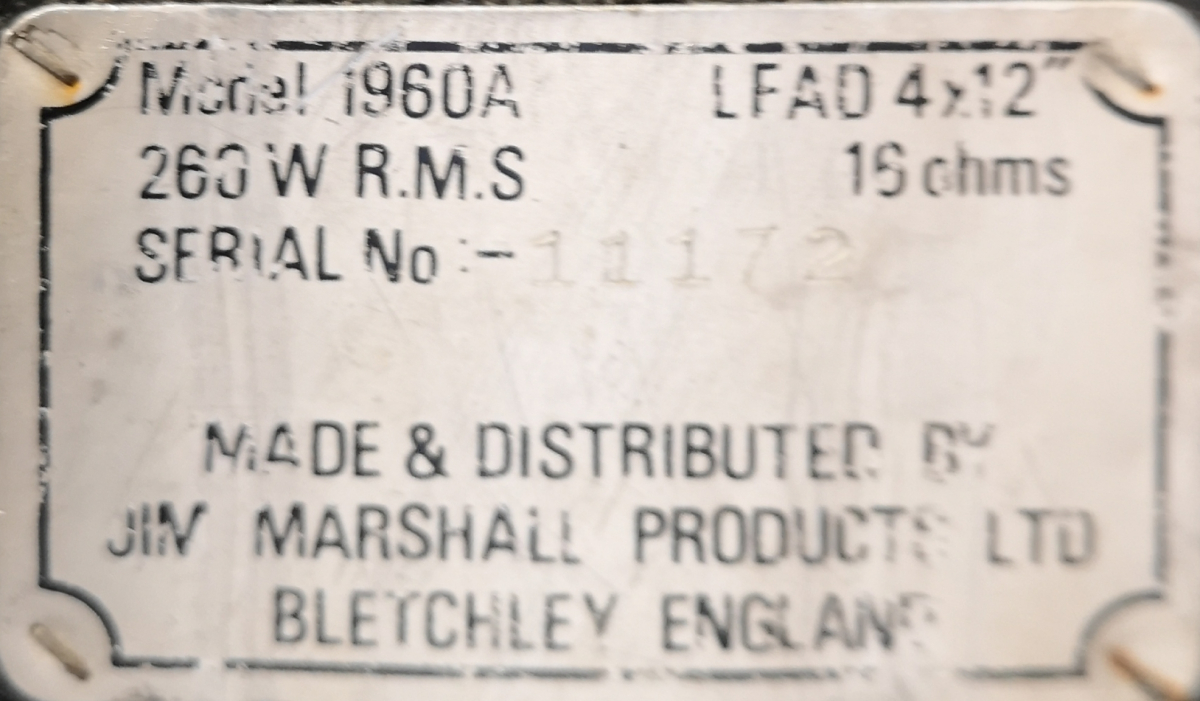 Model 1960A LEAD 4x12"
260 W R.M.S 16 ohms
SERIAL No :- 11172
MADE & DISTRIBUTED BY
JIM MARSHALL PRODUCTS LTD
BLETCHLEY ENGLAND